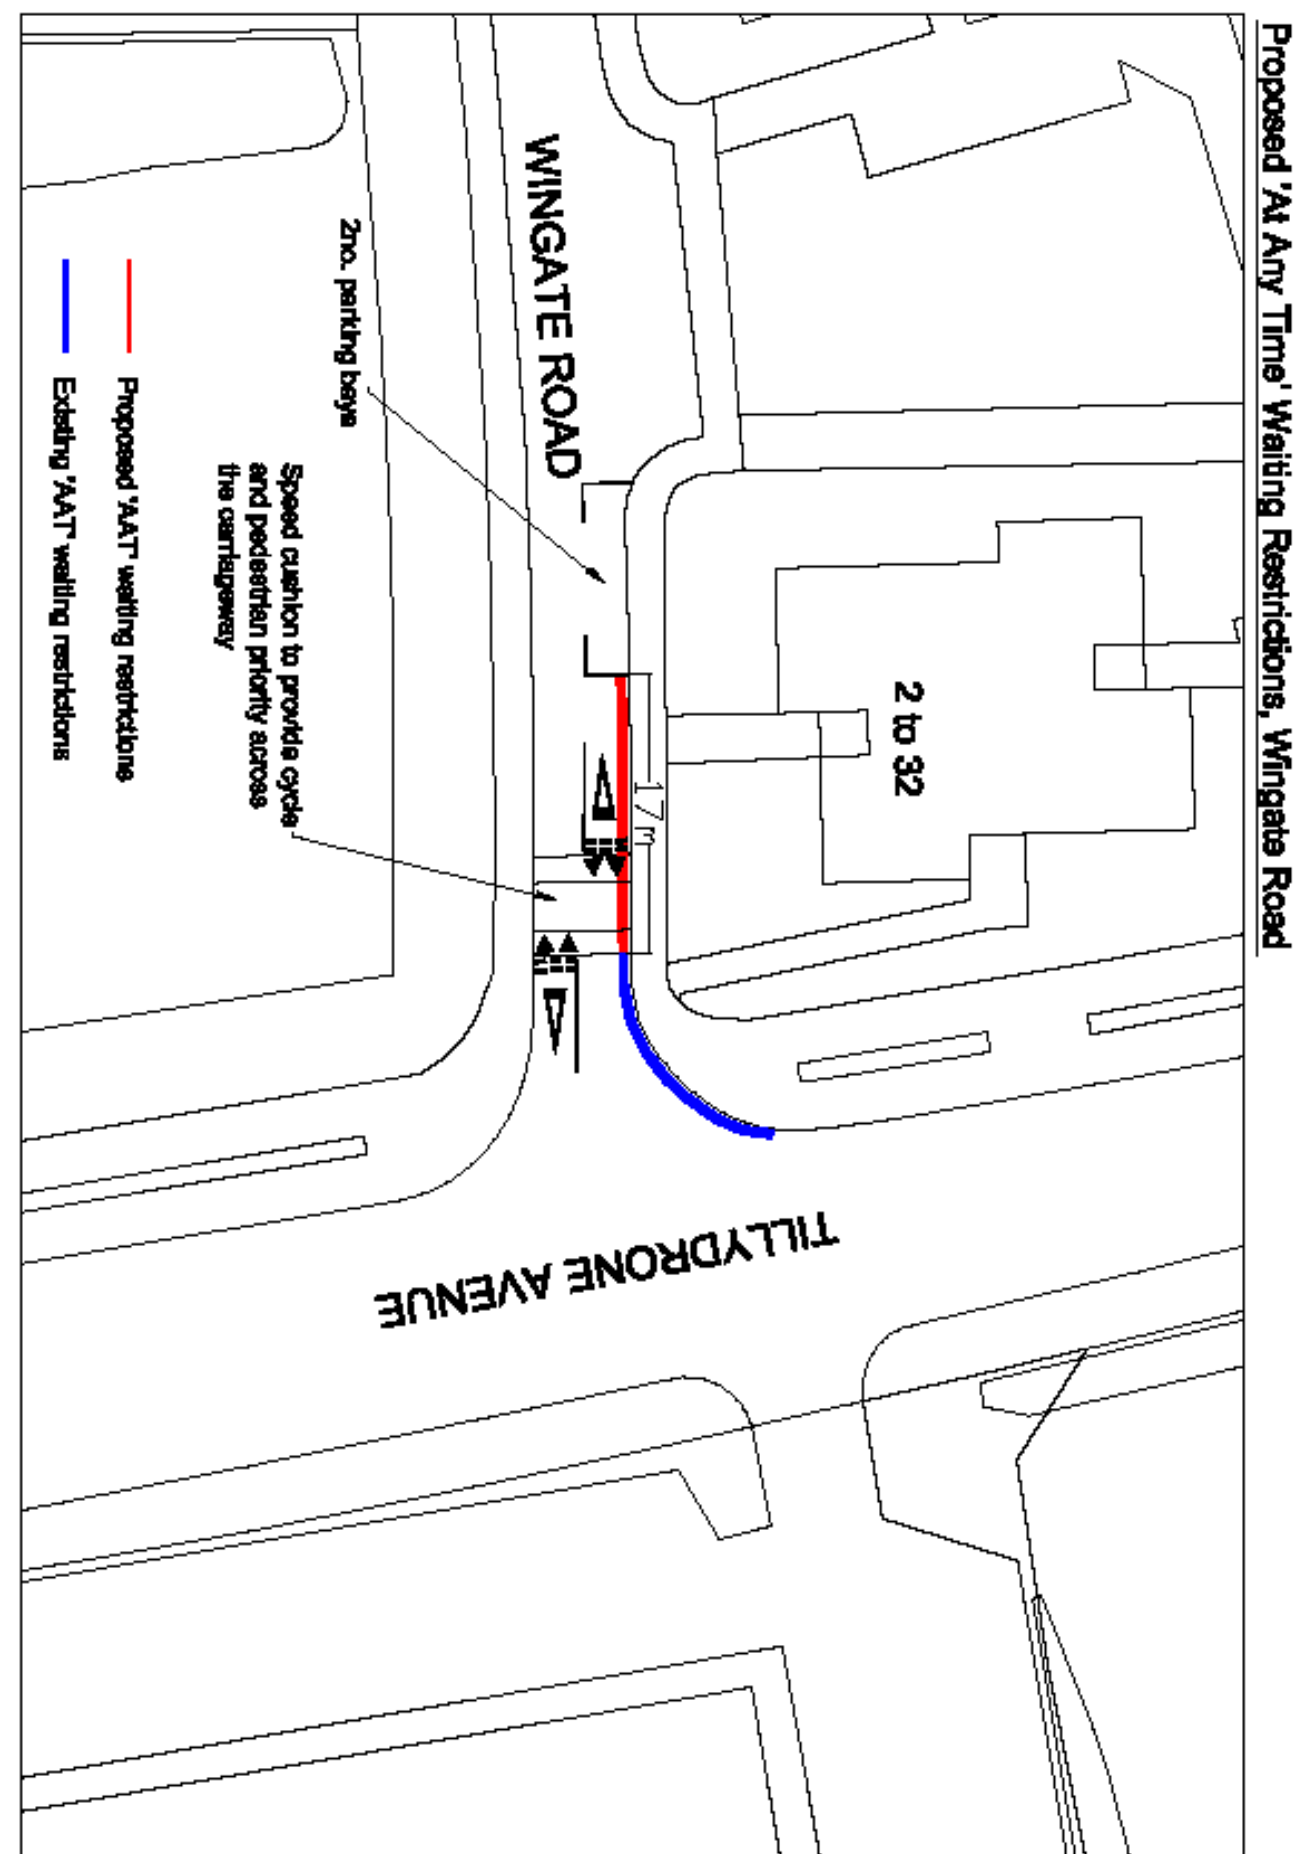 Proposed 'At Any Time' Waiting Restrictions, Wingate Road
2 to 32
17 m
WINGATE ROAD
2no. parking bays
Speed cushion to provide cycle
and pedestrian priority across
the carriageway
Proposed 'AAT' waiting restrictions
Existing 'AAT' waiting restrictions
TILLYDRONE AVENUE